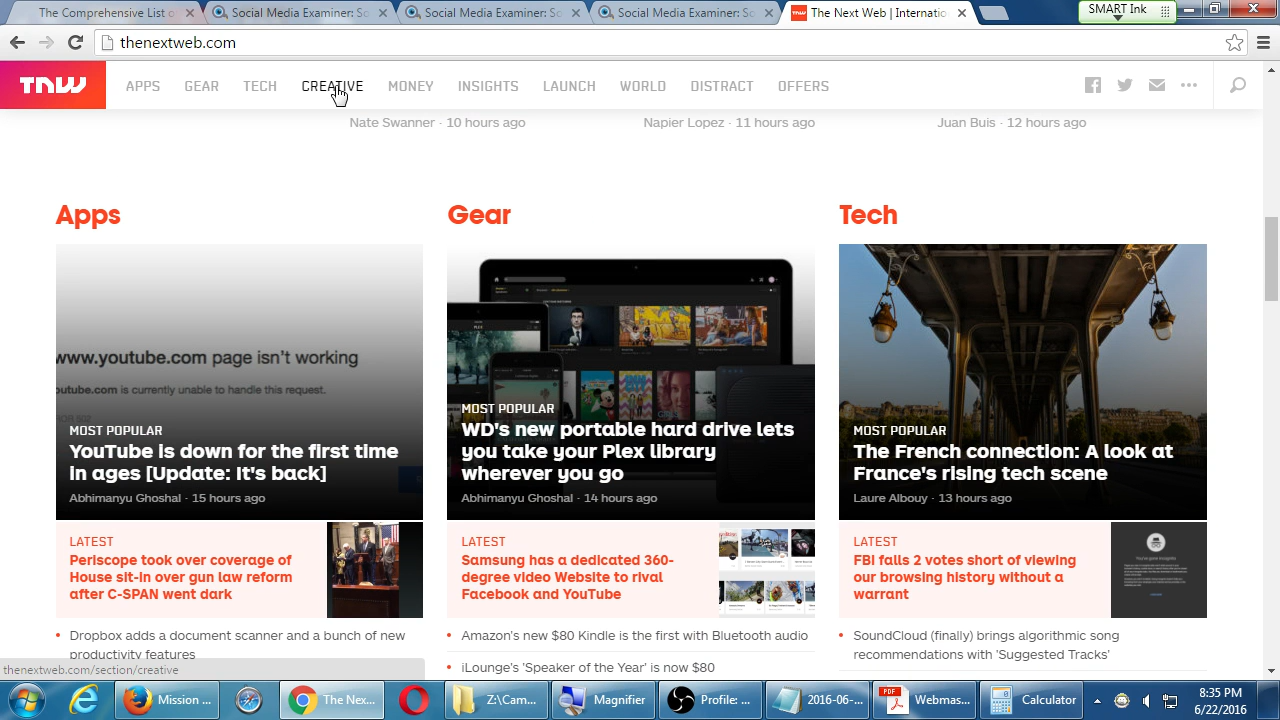 The Comprehensive List o
Social Media Examiner: So
Social Media Examiner: So
Social Media Examiner: So
The Next Web | Internatio
SMART Ink
thenextweb.com
TNW
APPS GEAR TECH CREATIVE MONEY INSIGHTS LAUNCH WORLD DISTRACT OFFERS
Nate Swanner · 10 hours ago
Napier Lopez · 11 hours ago
Juan Buis · 12 hours ago
Apps
www.youtube.com page isn't working
outube.com is currently unable to handle this request.
MOST POPULAR
YouTube is down for the first time
in ages [Update: It's back]
Abhimanyu Ghoshal · 15 hours ago
LATEST
Periscope took over coverage of
House sit-in over gun law reform
after C-SPAN went dark
Dropbox adds a document scanner and a bunch of new
productivity features
Gear
MOST POPULAR
WD's new portable hard drive lets
you take your Plex library
wherever you go
Abhimanyu Ghoshal · 14 hours ago
LATEST
Samsung has a dedicated 360-
degree video Website to rival
Facebook and YouTube
Amazon's new $80 Kindle is the first with Bluetooth audio
iLounge's 'Speaker of the Year' is now $80
Tech
MOST POPULAR
The French connection: A look at
France's rising tech scene
Laure Albouy · 13 hours ago
LATEST
FBI falls 2 votes short of viewing
browsing history without a
warrant
SoundCloud (finally) brings algorithmic song
recommendations with 'Suggested Tracks'
thenextweb.com/section/creative
Mission ...
The Nex...
Z:\Cam...
Magnifier
Profile: ...
2016-06-...
PDF
Webmas...
Calculator
8:35 PM
6/22/2016